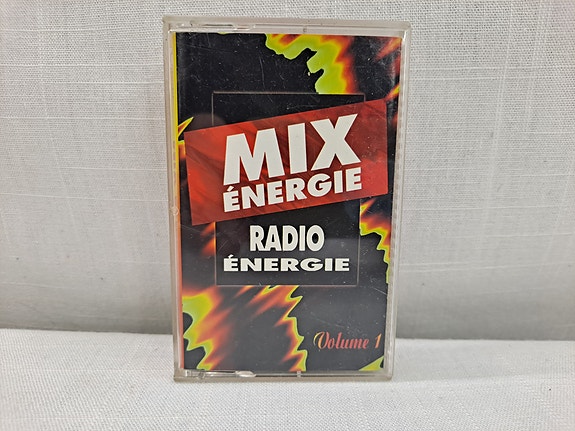 MIX
ÉNERGIE
RADIO
ÉNERGIE
Volume 1